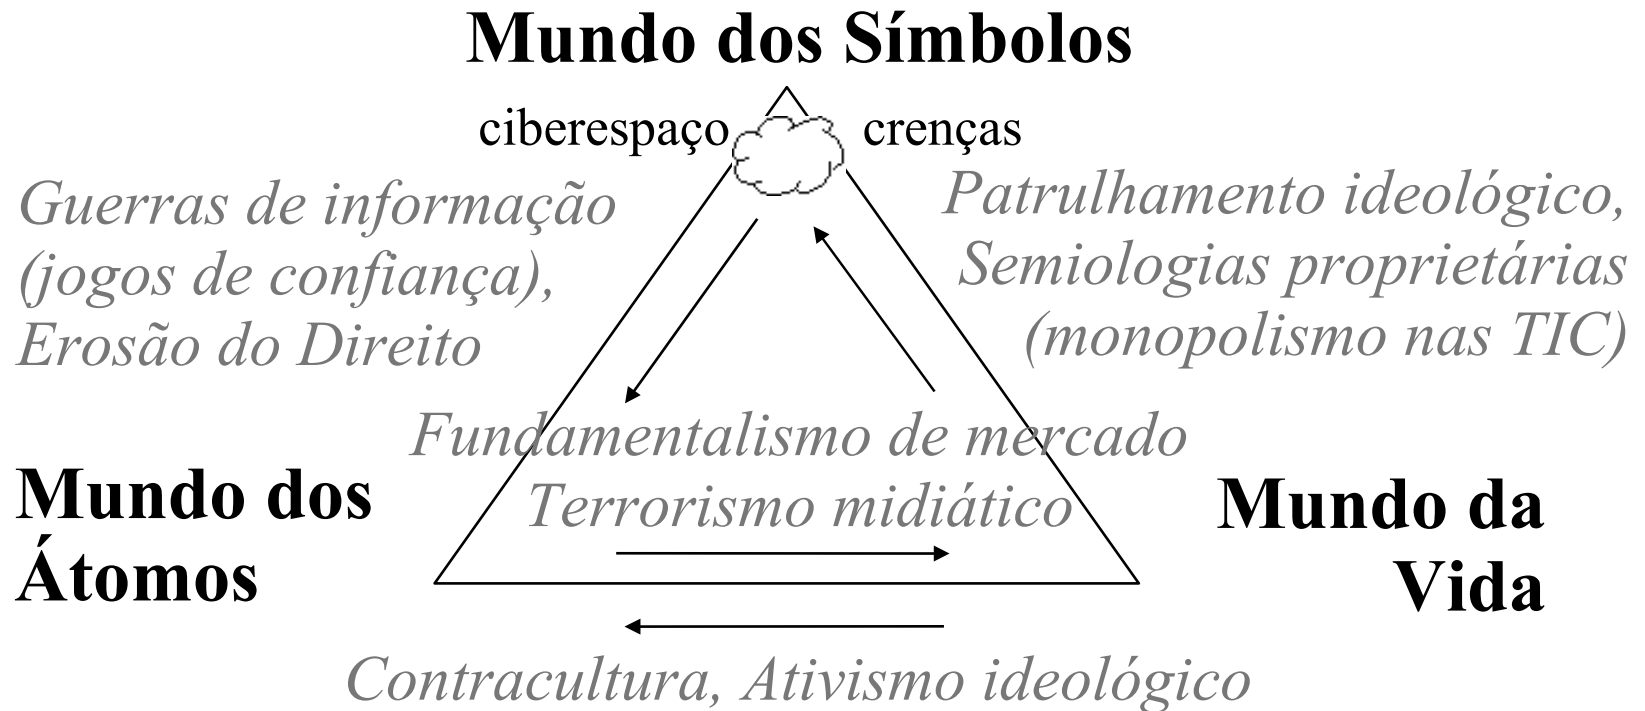 Mundo dos Símbolos
ciberespaço
crenças
Guerras de informação
(jogos de confiança),
Erosão do Direito
Patrulhamento ideológico,
Semiologias proprietárias
(monopolismo nas TIC)
Fundamentalismo de mercado
Terrorismo midiático
Mundo dos
Átomos
Mundo da
Vida
Contracultura, Ativismo ideológico